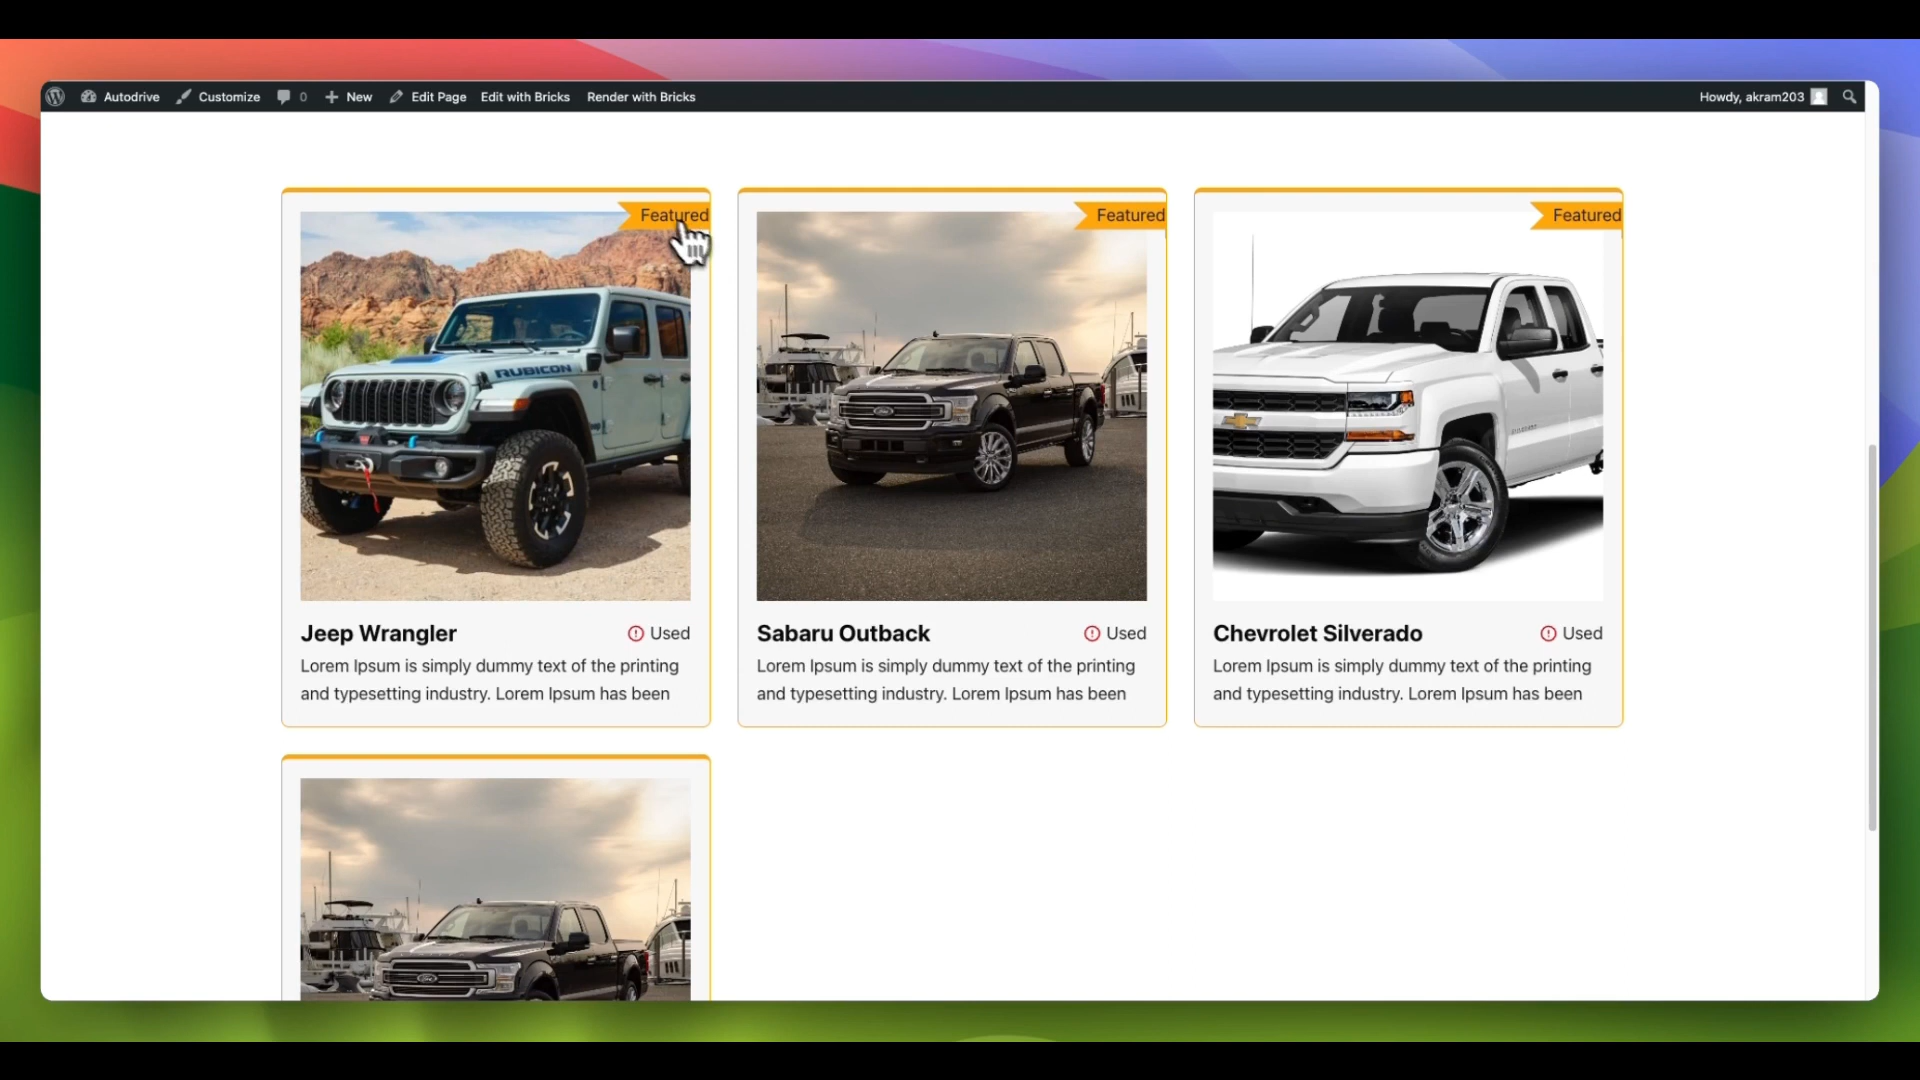 Autodrive Customize 0 New Edit Page Edit with Bricks Render with Bricks Howdy, akram203
Featured
RUBICON
Jeep Wrangler Used
Lorem Ipsum is simply dummy text of the printing
and typesetting industry. Lorem Ipsum has been
Featured
Ford
Sabaru Outback Used
Lorem Ipsum is simply dummy text of the printing
and typesetting industry. Lorem Ipsum has been
Featured
Chevrolet Silverado Used
Lorem Ipsum is simply dummy text of the printing
and typesetting industry. Lorem Ipsum has been
Ford